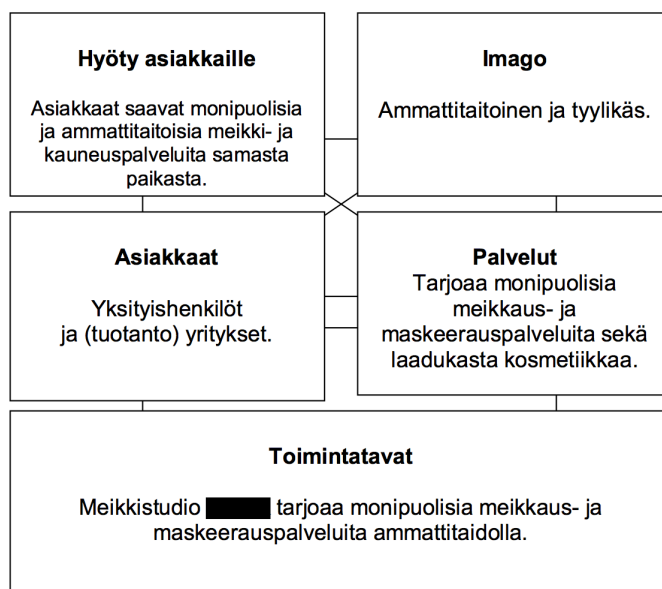 Hyöty asiakkaille
Asiakkaat saavat monipuolisia
ja ammattitaitoisia meikki- ja
kauneuspalveluita samasta
paikasta.
Imago
Ammattitaitoinen ja tyylikäs.
Asiakkaat
Yksityishenkilöt
ja (tuotanto) yritykset.
Palvelut
Tarjoaa monipuolisia
meikkaus- ja
maskeerauspalveluita sekä
laadukasta kosmetiikkaa.
Toimintatavat
Meikkistudio tarjoaa monipuolisia meikkaus- ja
maskeerauspalveluita ammattitaidolla.